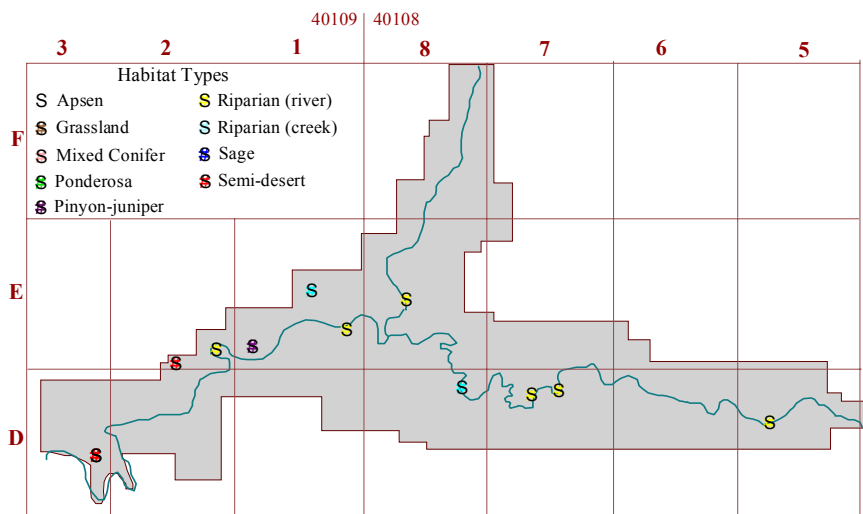 40109 40108
3 2 1 8 7 6 5
Habitat Types
S Apsen
S Grassland
S Mixed Conifer
S Ponderosa
S Pinyon-juniper
S Riparian (river)
S Riparian (creek)
S Sage
S Semi-desert
F
E
D
S
S
S
S
S
S
S
S
S
S
S